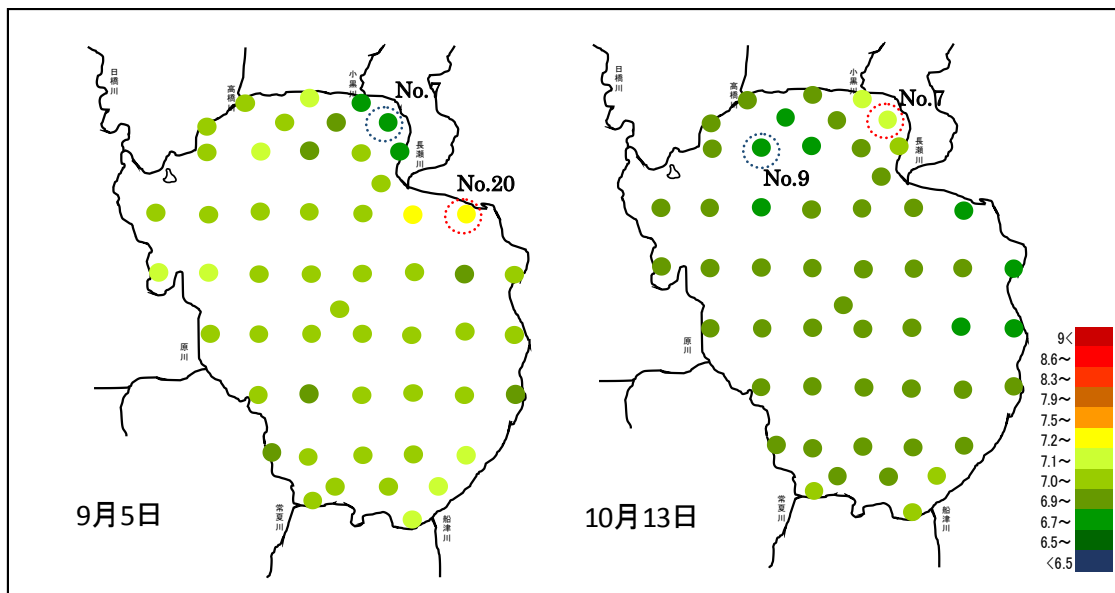 日橋川
高橋川
小黒川
No.7
長瀬川
No.20
原川
常夏川
船津川
9月5日
日橋川
高橋川
小黒川
No.7
長瀬川
No.9
原川
常夏川
船津川
10月13日
9<
8.6~
8.3~
7.9~
7.5~
7.2~
7.1~
7.0~
6.9~
6.7~
6.5~
<6.5